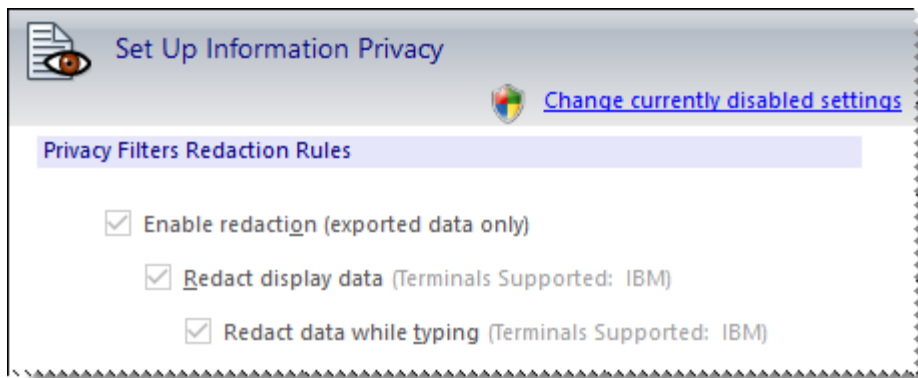 Set Up Information Privacy
Change currently disabled settings
Privacy Filters Redaction Rules
Enable redaction (exported data only)
Redact display data (Terminals Supported: IBM)
Redact data while typing (Terminals Supported: IBM)